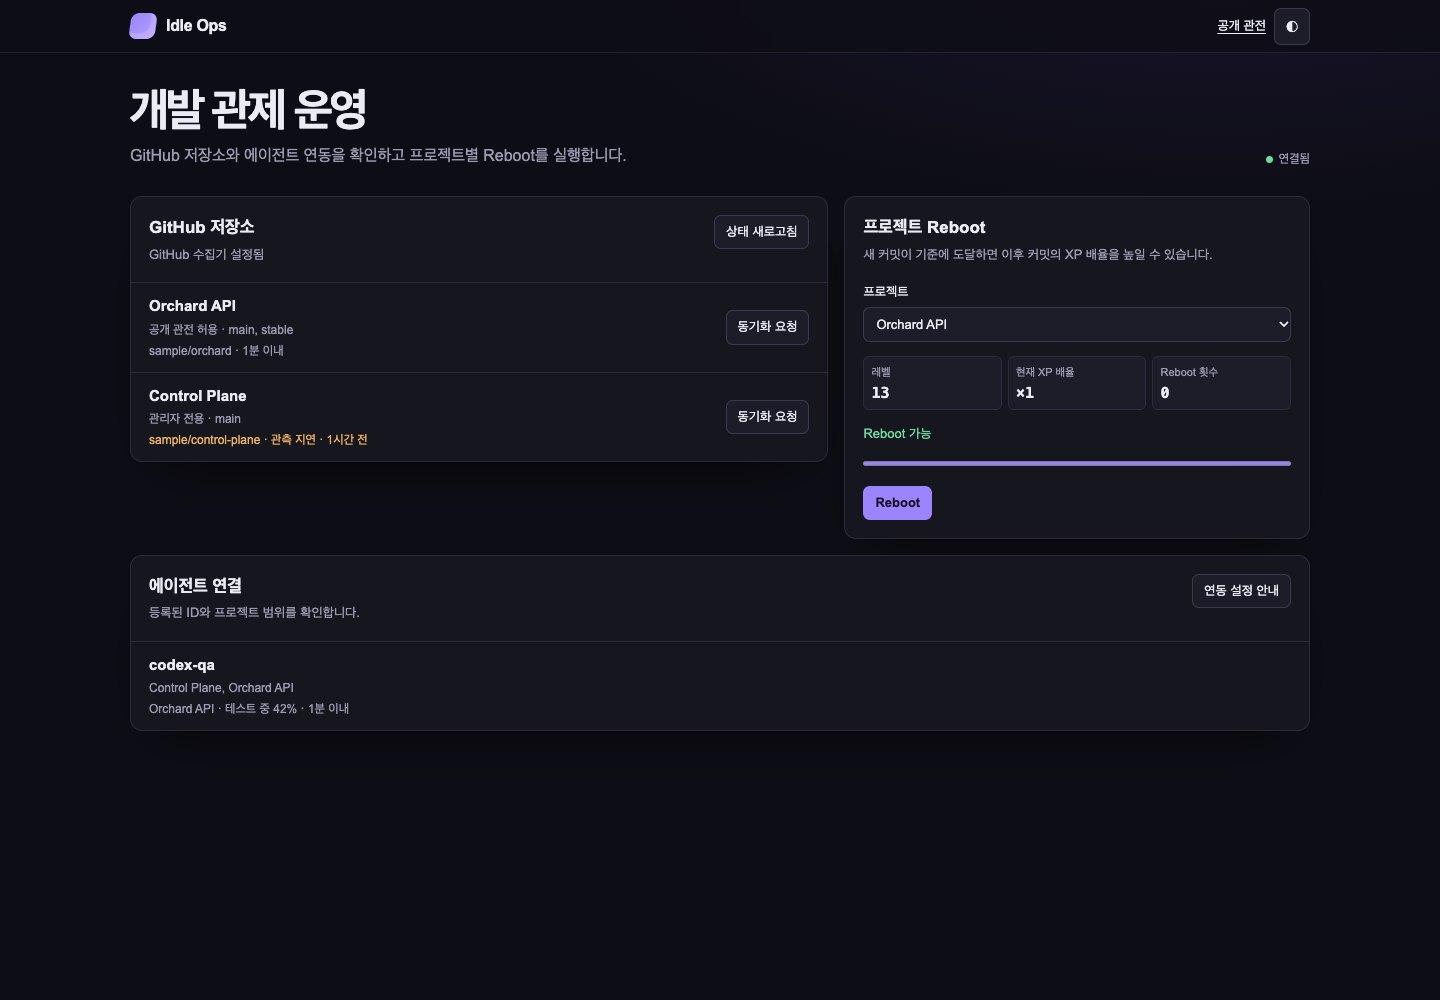 Idle Ops
공개 관전
개발 관제 운영
GitHub 저장소와 에이전트 연동을 확인하고 프로젝트별 Reboot를 실행합니다.
연결됨
GitHub 저장소
GitHub 수집기 설정됨
상태 새로고침
Orchard API
공개 관전 허용 · main, stable
sample/orchard · 1분 이내
동기화 요청
Control Plane
관리자 전용 · main
sample/control-plane · 관측 지연 · 1시간 전
동기화 요청
프로젝트 Reboot
새 커밋이 기준에 도달하면 이후 커밋의 XP 배율을 높일 수 있습니다.
프로젝트
Orchard API
레벨
13
현재 XP 배율
×1
Reboot 횟수
0
Reboot 가능
Reboot
에이전트 연결
등록된 ID와 프로젝트 범위를 확인합니다.
연동 설정 안내
codex-qa
Control Plane, Orchard API
Orchard API · 테스트 중 42% · 1분 이내